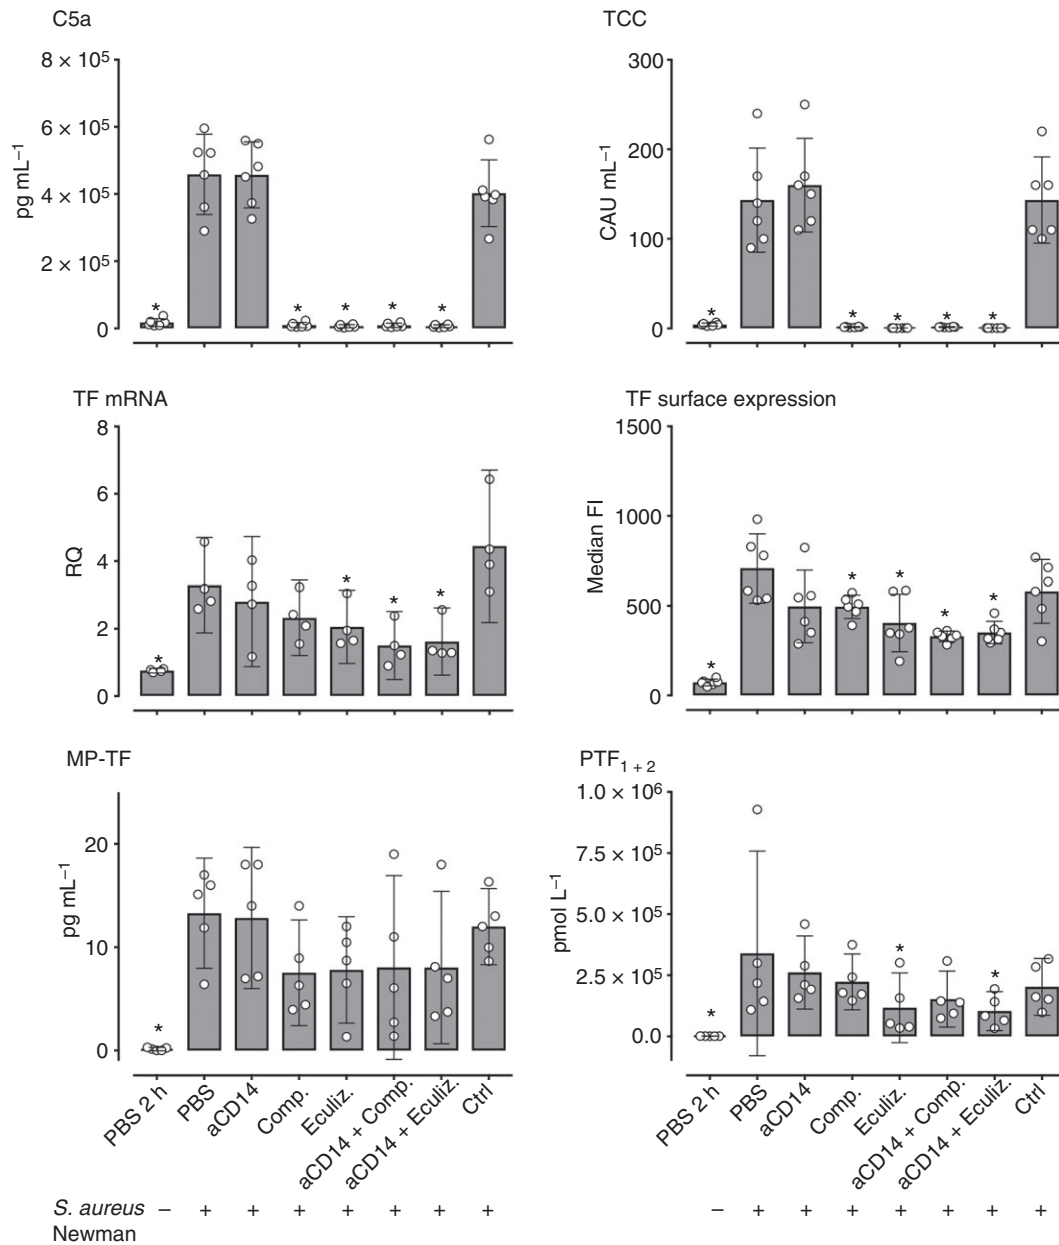 C5a
TCC
8 × 10⁵
6 × 10⁵
4 × 10⁵
2 × 10⁵
0
pg mL⁻¹
* * * * *
300
200
100
0
CAU mL⁻¹
* * * * *
TF mRNA
TF surface expression
8
6
4
2
0
RQ
* * * *
1500
1000
500
0
Median FI
* * * * *
MP-TF
PTF₁ ₊ ₂
20
10
0
pg mL⁻¹
*
1.0 × 10⁶
7.5 × 10⁵
5.0 × 10⁵
2.5 × 10⁵
0.0
pmol L⁻¹
* * *
PBS 2 h
PBS
aCD14
Comp.
Eculiz.
aCD14 + Comp.
aCD14 + Eculiz.
Ctrl
PBS 2 h
PBS
aCD14
Comp.
Eculiz.
aCD14 + Comp.
aCD14 + Eculiz.
Ctrl
S. aureus – + + + + + + + – + + + + + + +
Newman